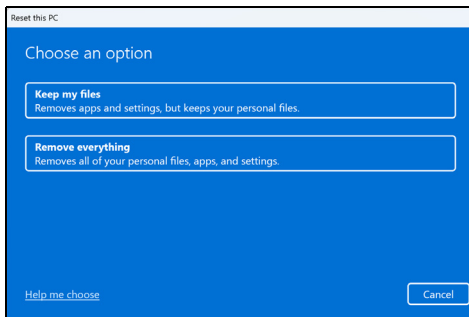 Reset this PC
Choose an option
Keep my files
Removes apps and settings, but keeps your personal files.
Remove everything
Removes all of your personal files, apps, and settings.
Help me choose
Cancel